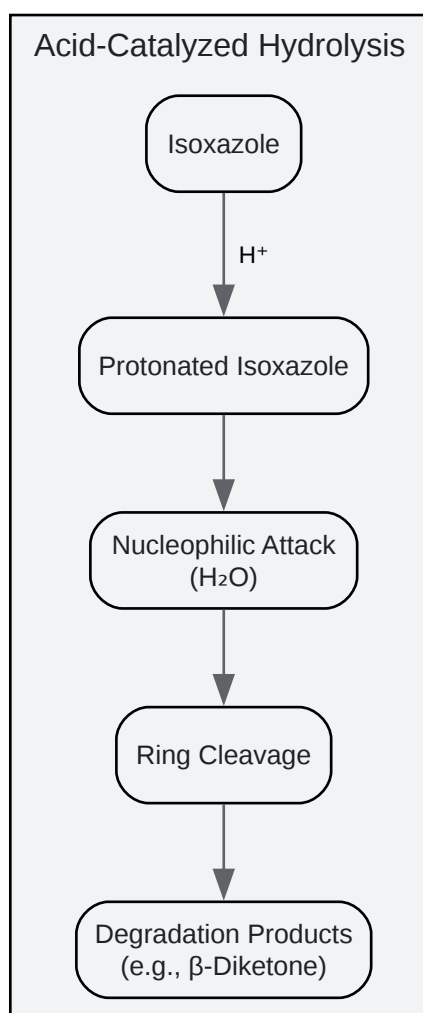 Acid-Catalyzed Hydrolysis
Isoxazole
H⁺
Protonated Isoxazole
Nucleophilic Attack
(H₂O)
Ring Cleavage
Degradation Products
(e.g., β-Diketone)